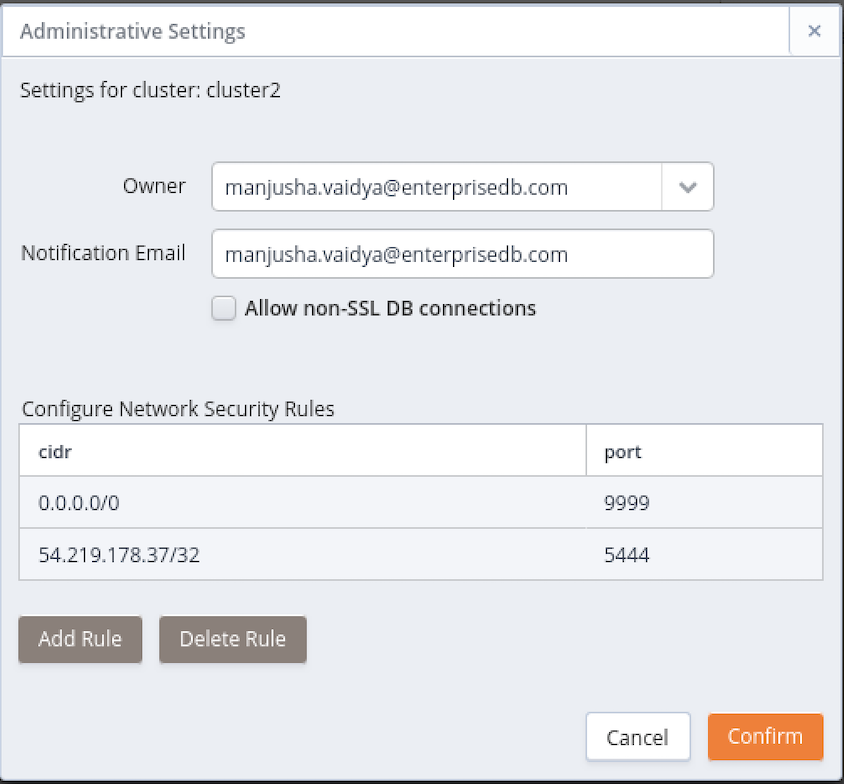 Administrative Settings
Settings for cluster: cluster2
Owner manjusha.vaidya@enterprisedb.com
Notification Email manjusha.vaidya@enterprisedb.com
Allow non-SSL DB connections
Configure Network Security Rules
cidr port
0.0.0.0/0 9999
54.219.178.37/32 5444
Add Rule Delete Rule
Cancel Confirm